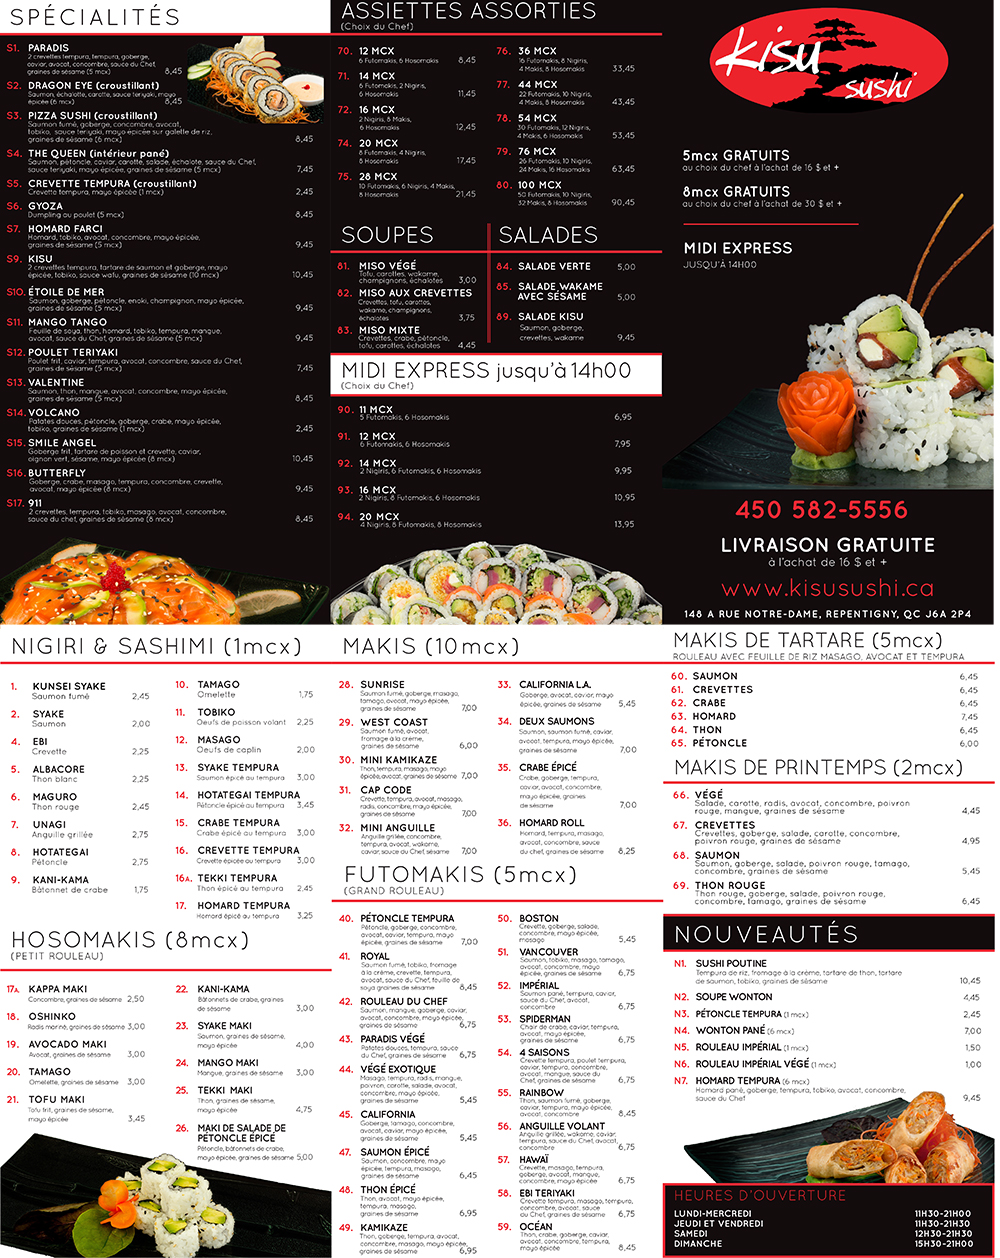 SPÉCIALITÉS
S1. PARADIS
2 crevettes tempura, tempura, goberge,
caviar, avocat, concombre, sauce du Chef,
graines de sésame (5 mcx) 8,45
S2. DRAGON EYE (croustillant)
Saumon, échalotte, carotte, sauce teriyaki, mayo
épicée (6 mcx) 8,45
S3. PIZZA SUSHI (croustillant)
Saumon fumé, goberge, concombre, avocat,
tobiko, sauce teriyaki, mayo épicée sur galette de riz,
graines de sésame (6 mcx) 8,45
S4. THE QUEEN (intérieur pané)
Saumon, pétoncle, caviar, carotte, salade, échalote, sauce du Chef,
sauce teriyaki, mayo épicée, graines de sésame (5 mcx) 7,45
S5. CREVETTE TEMPURA (croustillant)
Crevette tempura, mayo épicée (1 mcx) 2,45
S6. GYOZA
Dumpling au poulet (5 mcx) 8,45
S7. HOMARD FARCI
Homard, tobiko, avocat, concombre, mayo épicée,
graines de sésame (5 mcx) 9,45
S9. KISU
2 crevettes tempura, tartare de saumon et goberge, mayo
épicée, tobiko, sauce wafu, graines de sésame (10 mcx) 10,45
S10. ÉTOILE DE MER
Saumon, goberge, pétoncle, enoki, champignon, mayo épicée,
graines de sésame (5 mcx) 9,45
S11. MANGO TANGO
Feuille de soya, thon, homard, tobiko, tempura, mangue,
avocat, sauce du Chef, graines de sésame (5 mcx) 9,45
S12. POULET TERIYAKI
Poulet frit, caviar, tempura, avocat, concombre, sauce du Chef,
graines de sésame (5 mcx) 7,45
S13. VALENTINE
Saumon, thon, mangue, avocat, concombre, mayo épicée,
graines de sésame (5 mcx) 8,45
S14. VOLCANO
Patates douces, pétoncle, goberge, crabe, mayo épicée,
tobiko, graines de sésame (1 mcx) 2,45
S15. SMILE ANGEL
Goberge frit, tartare de poisson et crevette, caviar,
oignon vert, sésame, mayo épicée (8 mcx) 10,45
S16. BUTTERFLY
Goberge, crabe, masago, tempura, concombre, crevette,
avocat, mayo épicée (8 mcx) 9,45
S17. 911
2 crevettes, tempura, tobiko, masago, avocat, concombre,
sauce du chef, graines de sésame (8 mcx) 8,45
ASSIETTES ASSORTIES
(Choix du Chef)
70. 12 MCX
6 Futomakis, 6 Hosomakis 8,45
71. 14 MCX
6 Futomakis, 2 Nigiris,
6 Hosomakis 11,45
72. 16 MCX
2 Nigiris, 8 Makis,
6 Hosomakis 12,45
74. 20 MCX
8 Futomakis, 4 Nigiris,
8 Hosomakis 17,45
75. 28 MCX
10 Futomakis, 6 Nigiris, 4 Makis,
8 Hosomakis 21,45
76. 36 MCX
16 Futomakis, 8 Nigiris,
4 Makis, 8 Hosomakis 33,45
77. 44 MCX
22 Futomakis, 10 Nigiris,
4 Makis, 8 Hosomakis 43,45
78. 54 MCX
30 Futomakis, 12 Nigiris,
4 Makis, 6 Hosomakis 53,45
79. 76 MCX
26 Futomakis, 10 Nigiris,
24 Makis, 16 Hosomakis 63,45
80. 100 MCX
50 Futomakis, 10 Nigiris,
32 Makis, 8 Hosomakis 90,45
SOUPES
81. MISO VÉGÉ
Tofu, carottes, wakame,
champignons, échalotes 3,00
82. MISO AUX CREVETTES
Crevettes, tofu, carottes,
wakame, champignons,
échalotes 3,75
83. MISO MIXTE
Crevettes, crabe, pétoncle,
tofu, carottes, échalotes 4,45
SALADES
84. SALADE VERTE 5,00
85. SALADE WAKAME
AVEC SÉSAME 5,00
89. SALADE KISU
Saumon, goberge,
crevettes, wakame 9,45
MIDI EXPRESS jusqu'à 14h00
(Choix du Chef)
90. 11 MCX
5 Futomakis, 6 Hosomakis 6,95
91. 12 MCX
6 Futomakis, 6 Hosomakis 7,95
92. 14 MCX
2 Nigiris, 6 Futomakis, 6 Hosomakis 9,95
93. 16 MCX
2 Nigiris, 8 Futomakis, 6 Hosomakis 10,95
94. 20 MCX
4 Nigiris, 8 Futomakis, 8 Hosomakis 13,95
kisu
sushi
5mcx GRATUITS
au choix du chef à l'achat de 16 $ et +
8mcx GRATUITS
au choix du chef à l'achat de 30 $ et +
MIDI EXPRESS
JUSQU'À 14H00
450 582-5556
LIVRAISON GRATUITE
à l'achat de 16 $ et +
www.kisusushi.ca
148 A RUE NOTRE-DAME, REPENTIGNY, QC J6A 2P4
NIGIRI & SASHIMI (1mcx)
1. KUNSEI SYAKE
Saumon fumé 2,45
2. SYAKE
Saumon 2,00
4. EBI
Crevette 2,25
5. ALBACORE
Thon blanc 2,25
6. MAGURO
Thon rouge 2,45
7. UNAGI
Anguille grillée 2,75
8. HOTATEGAI
Pétoncle 2,75
9. KANI-KAMA
Bâtonnet de crabe 1,75
10. TAMAGO
Omelette 1,75
11. TOBIKO
Oeufs de poisson volant 2,25
12. MASAGO
Oeufs de caplin 2,00
13. SYAKE TEMPURA
Saumon épicé au tempura 3,00
14. HOTATEGAI TEMPURA
Pétoncle épicé au tempura 3,45
15. CRABE TEMPURA
Crabe épicé au tempura 3,00
16. CREVETTE TEMPURA
Crevette épicée au tempura 3,00
16A. TEKKI TEMPURA
Thon épicé au tempura 2,45
17. HOMARD TEMPURA
Homard épicé au tempura 3,25
HOSOMAKIS (8mcx)
(PETIT ROULEAU)
17A. KAPPA MAKI
Concombre, graines de sésame 2,50
18. OSHINKO
Radis mariné, graines de sésame 3,00
19. AVOCADO MAKI
Avocat, graines de sésame 3,00
20. TAMAGO
Omelette, graines de sésame 3,00
21. TOFU MAKI
Tofu frit, graines de sésame,
mayo épicée 3,45
22. KANI-KAMA
Bâtonnets de crabe, graines
de sésame 3,00
23. SYAKE MAKI
Saumon, graines de sésame,
mayo épicée 4,00
24. MANGO MAKI
Mangue, graines de sésame 3,00
25. TEKKI MAKI
Thon, graines de sésame,
mayo épicée 4,75
26. MAKI DE SALADE DE
PÉTONCLE ÉPICÉ
Pétoncle, bâtonnets de crabe,
mayo épicée, graines de sésame 5,00
MAKIS (10mcx)
28. SUNRISE
Saumon fumé, goberge, masago,
tamago, avocat, mayo épicée,
graines de sésame 7,00
29. WEST COAST
Saumon fumé, avocat,
fromage à la crème,
graines de sésame 6,00
30. MINI KAMIKAZE
Thon, tempura, masago, mayo
épicée, avocat, graines de sésame 7,00
31. CAP CODE
Crevette, tempura, avocat, masago,
radis, concombre, mayo épicée,
graines de sésame 7,00
32. MINI ANGUILLE
Anguille grillée, concombre,
tempura, avocat, wakame,
caviar, sauce du Chef, sésame 7,00
33. CALIFORNIA L.A.
Goberge, avocat, caviar, mayo
épicée, graines de sésame 5,45
34. DEUX SAUMONS
Saumon, saumon fumé, caviar,
avocat, tempura, mayo épicée,
graines de sésame 7,00
35. CRABE ÉPICÉ
Crabe, goberge, tempura,
caviar, avocat, concombre,
mayo épicée, graines
de sésame 7,00
36. HOMARD ROLL
Homard, tempura, masago,
avocat, concombre, sauce
du chef, graines de sésame 8,25
FUTOMAKIS (5mcx)
(GRAND ROULEAU)
40. PÉTONCLE TEMPURA
Pétoncle, goberge, concombre,
avocat, caviar, tempura, mayo
épicée, graines de sésame 7,00
41. ROYAL
Saumon fumé, tobiko, fromage
à la crème, crevette, tempura,
avocat, sauce du Chef, feuille de
soya, graines de sésame 6,45
42. ROULEAU DU CHEF
Saumon, mangue, goberge, caviar,
avocat, concombre, mayo épicée,
graines de sésame 6,75
43. PARADIS VÉGÉ
Patates douces, tempura, sauce
du Chef, graines de sésame 6,75
44. VÉGÉ EXOTIQUE
Masago, tempura, radis, mangue,
poivron, carotte, salade, avocat,
concombre, mayo épicée,
graines de sésame 5,45
45. CALIFORNIA
Goberge, tamago, concombre,
avocat, caviar, mayo épicée,
graines de sésame 5,45
47. SAUMON ÉPICÉ
Saumon, concombre, mayo
épicée, tempura, masago,
graines de sésame 6,45
48. THON ÉPICÉ
Thon, avocat, mayo épicée,
tempura, masago,
graines de sésame 6,95
49. KAMIKAZE
Thon, goberge, tempura, avocat,
concombre, masago, mayo épicée,
graines de sésame 6,95
50. BOSTON
Crevette, goberge, salade,
concombre, mayo épicée,
masago 5,45
51. VANCOUVER
Saumon, tobiko, masago, tamago,
avocat, concombre, mayo
épicée, graines de sésame 6,75
52. IMPÉRIAL
Saumon pané, tempura, caviar,
sauce du Chef, avocat,
concombre 6,75
53. SPIDERMAN
Chair de crabe, caviar, tempura,
avocat, mayo épicée,
graines de sésame 6,75
54. 4 SAISONS
Crevette tempura, poulet tempura,
caviar, tempura, concombre,
avocat, mangue, sauce du
Chef, graines de sésame 6,75
55. RAINBOW
Thon, saumon fumé, goberge,
caviar, tempura, mayo épicée,
avocat, concombre 8,45
56. ANGUILLE VOLANT
Anguille grillée, wakame, caviar,
tempura, sauce du Chef, avocat,
concombre 6,75
57. HAWAÏ
Crevette, masago, tempura,
goberge, avocat, mangue,
concombre, mayo épicée 6,75
58. EBI TERIYAKI
Crevette tempura, masago, tempura,
concombre, avocat, sauce
du Chef, graines de sésame 6,75
59. OCÉAN
Thon, crabe, goberge, caviar,
avocat, concombre, tempura,
mayo épicée 8,45
MAKIS DE TARTARE (5mcx)
ROULEAU AVEC FEUILLE DE RIZ MASAGO, AVOCAT ET TEMPURA
60. SAUMON 6,45
61. CREVETTES 6,45
62. CRABE 6,45
63. HOMARD 7,45
64. THON 6,45
65. PÉTONCLE 6,00
MAKIS DE PRINTEMPS (2mcx)
66. VÉGÉ
Salade, carotte, radis, avocat, concombre, poivron
rouge, mangue, graines de sésame 4,45
67. CREVETTES
Crevettes, goberge, salade, carotte, concombre,
poivron rouge, graines de sésame 4,95
68. SAUMON
Saumon, goberge, salade, poivron rouge, tamago,
concombre, graines de sésame 5,45
69. THON ROUGE
Thon rouge, goberge, salade, poivron rouge,
concombre, tamago, graines de sésame 6,45
NOUVEAUTÉS
N1. SUSHI POUTINE
Tempura de riz, fromage à la crème, tartare de thon, tartare
de saumon, tobiko, graines de sésame 10,45
N2. SOUPE WONTON 4,45
N3. PÉTONCLE TEMPURA (1 mcx) 2,45
N4. WONTON PANÉ (6 mcx) 7,00
N5. ROULEAU IMPÉRIAL (1 mcx) 1,50
N6. ROULEAU IMPÉRIAL VÉGÉ (1 mcx) 1,00
N7. HOMARD TEMPURA (6 mcx)
Homard pané, goberge, tempura, tobiko, avocat, concombre,
sauce du Chef 9,45
HEURES D'OUVERTURE
LUNDI-MERCREDI 11H30-21H00
JEUDI ET VENDREDI 11H30-21H30
SAMEDI 12H30-21H30
DIMANCHE 15H30-21H00